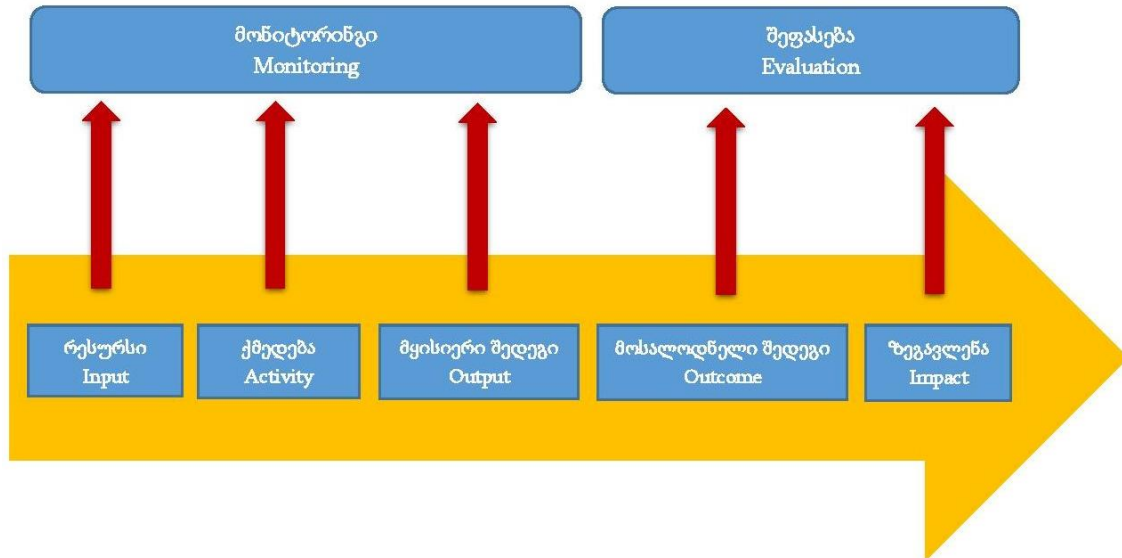 მონიტორინგი
Monitoring
შეფასება
Evaluation
რესურსი
Input
ქმედება
Activity
მყისიერი შედეგი
Output
მოსალოდნელი შედეგი
Outcome
ზეგავლენა
Impact